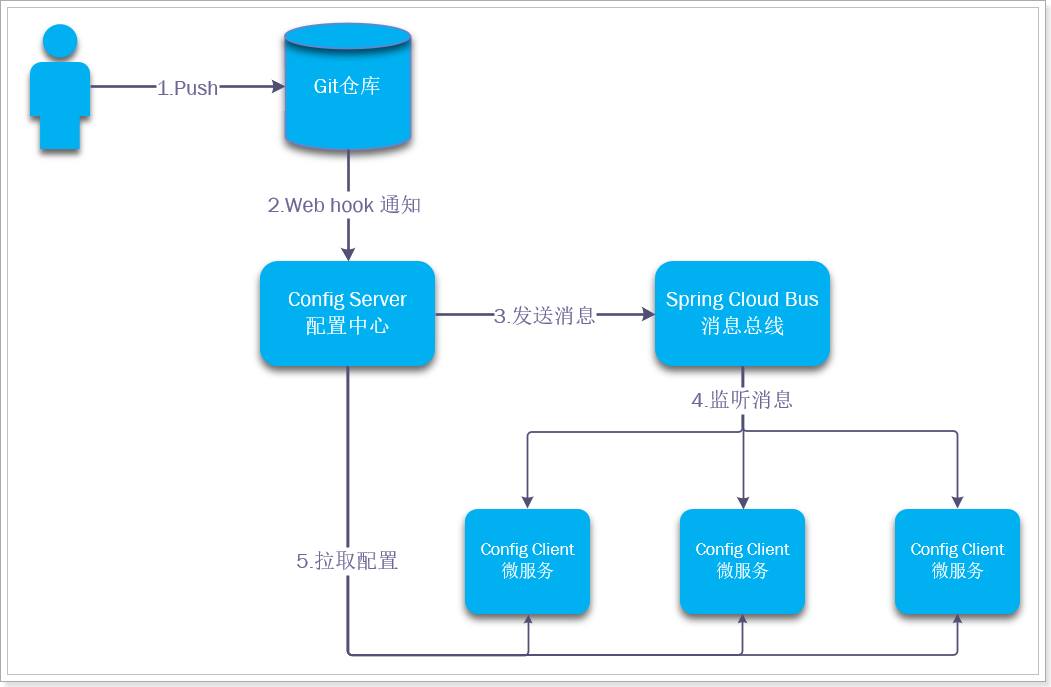 1.Push
Git仓库
2.Web hook 通知
Config Server
配置中心
3.发送消息
Spring Cloud Bus
消息总线
4.监听消息
5.拉取配置
Config Client
微服务
Config Client
微服务
Config Client
微服务